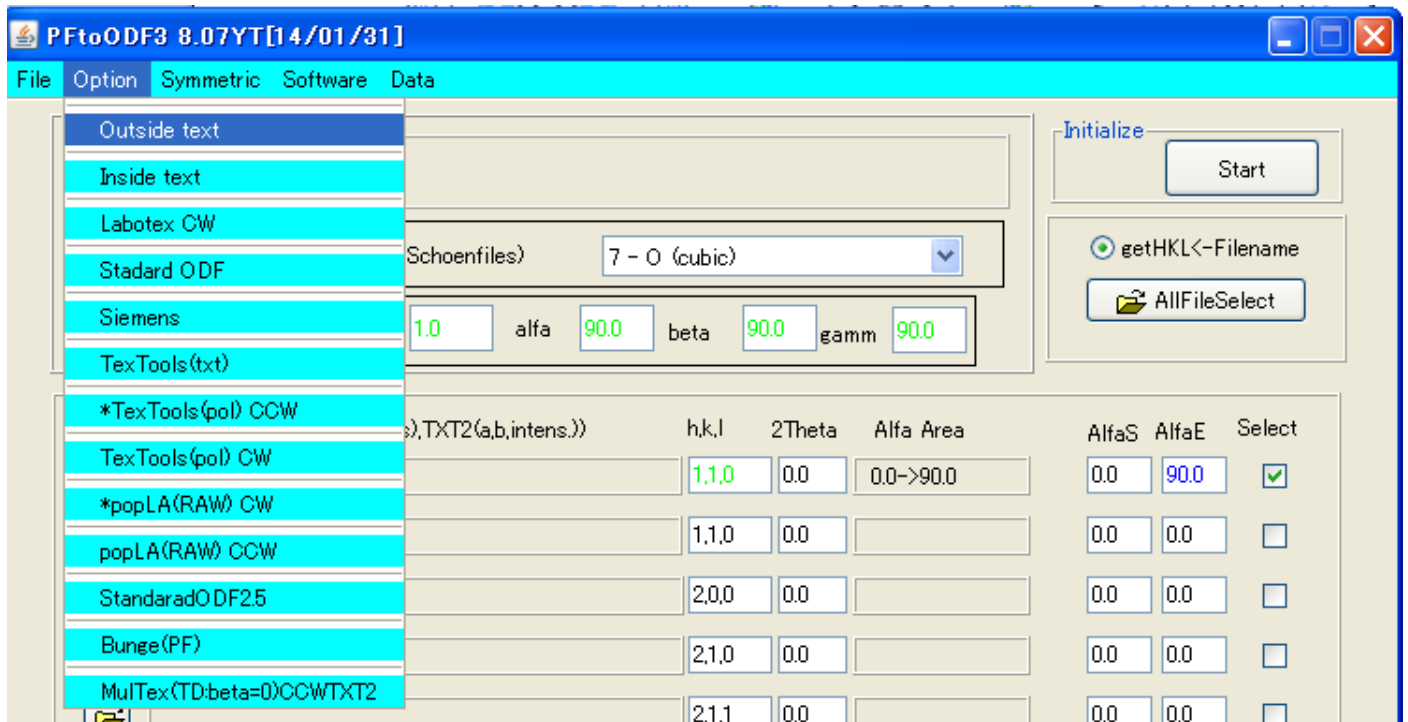 PFtoODF3 8.07YT[14/01/31]
File Option Symmetric Software Data
Outside text
Inside text
Labotex CW
Stadard ODF
Siemens
TexTools(txt)
*TexTools(pol) CCW
TexTools(pol) CW
*popLA(RAW) CW
popLA(RAW) CCW
StandaradODF2.5
Bunge(PF)
MulTex(TD:beta=0)CCWTXT2
Initialize
Start
Schoenfiles) 7 - O (cubic)
getHKL<-Filename
AllFileSelect
1.0 alfa 90.0 beta 90.0 gamm 90.0
),TXT2(a,b,intens.)) h,k,l 2Theta Alfa Area AlfaS AlfaE Select
1,1,0 0.0 0.0->90.0 0.0 90.0
1,1,0 0.0 0.0 0.0
2,0,0 0.0 0.0 0.0
2,1,0 0.0 0.0 0.0
2,1,1 0.0 0.0 0.0